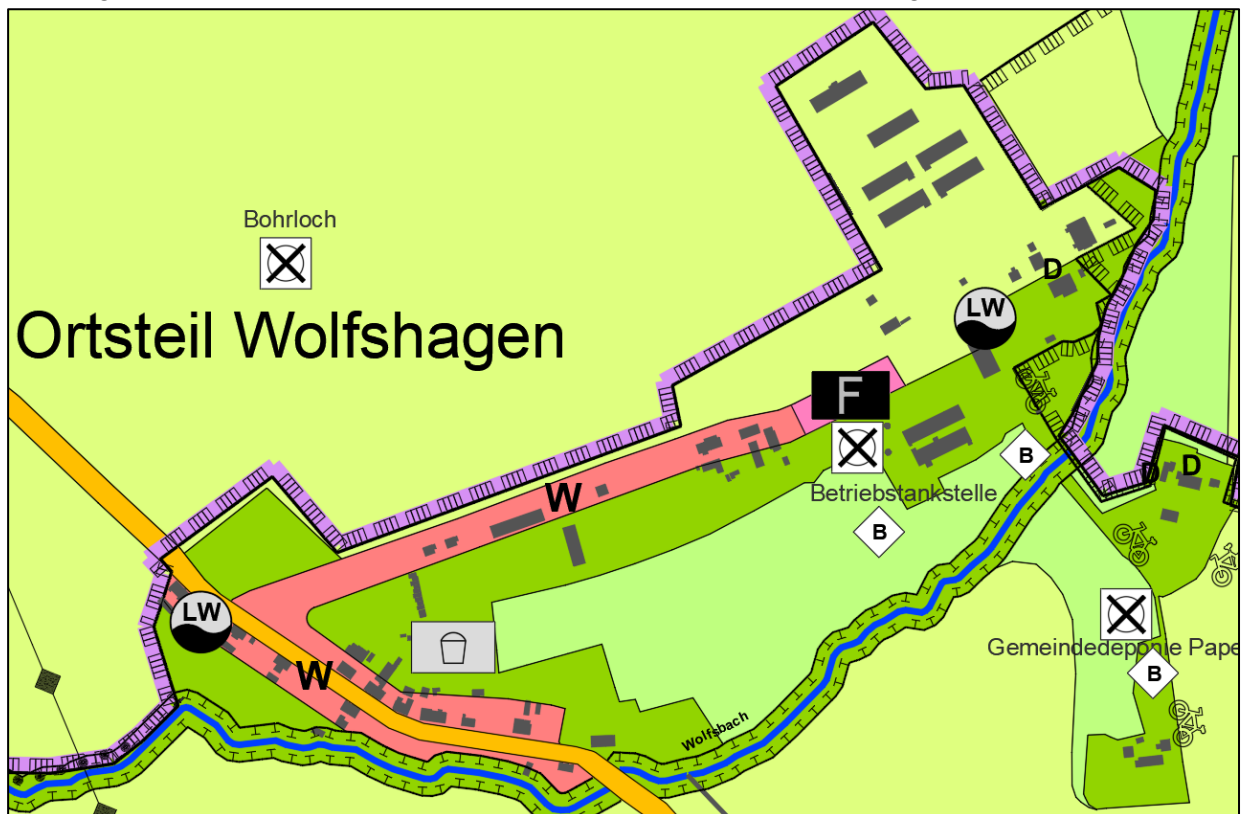 Bohrloch
Ortsteil Wolfshagen
D
LW
F
W
Betriebstankstelle
B
B
D
D
LW
W
Gemeindedeponie Pape
B
Wolfsbach